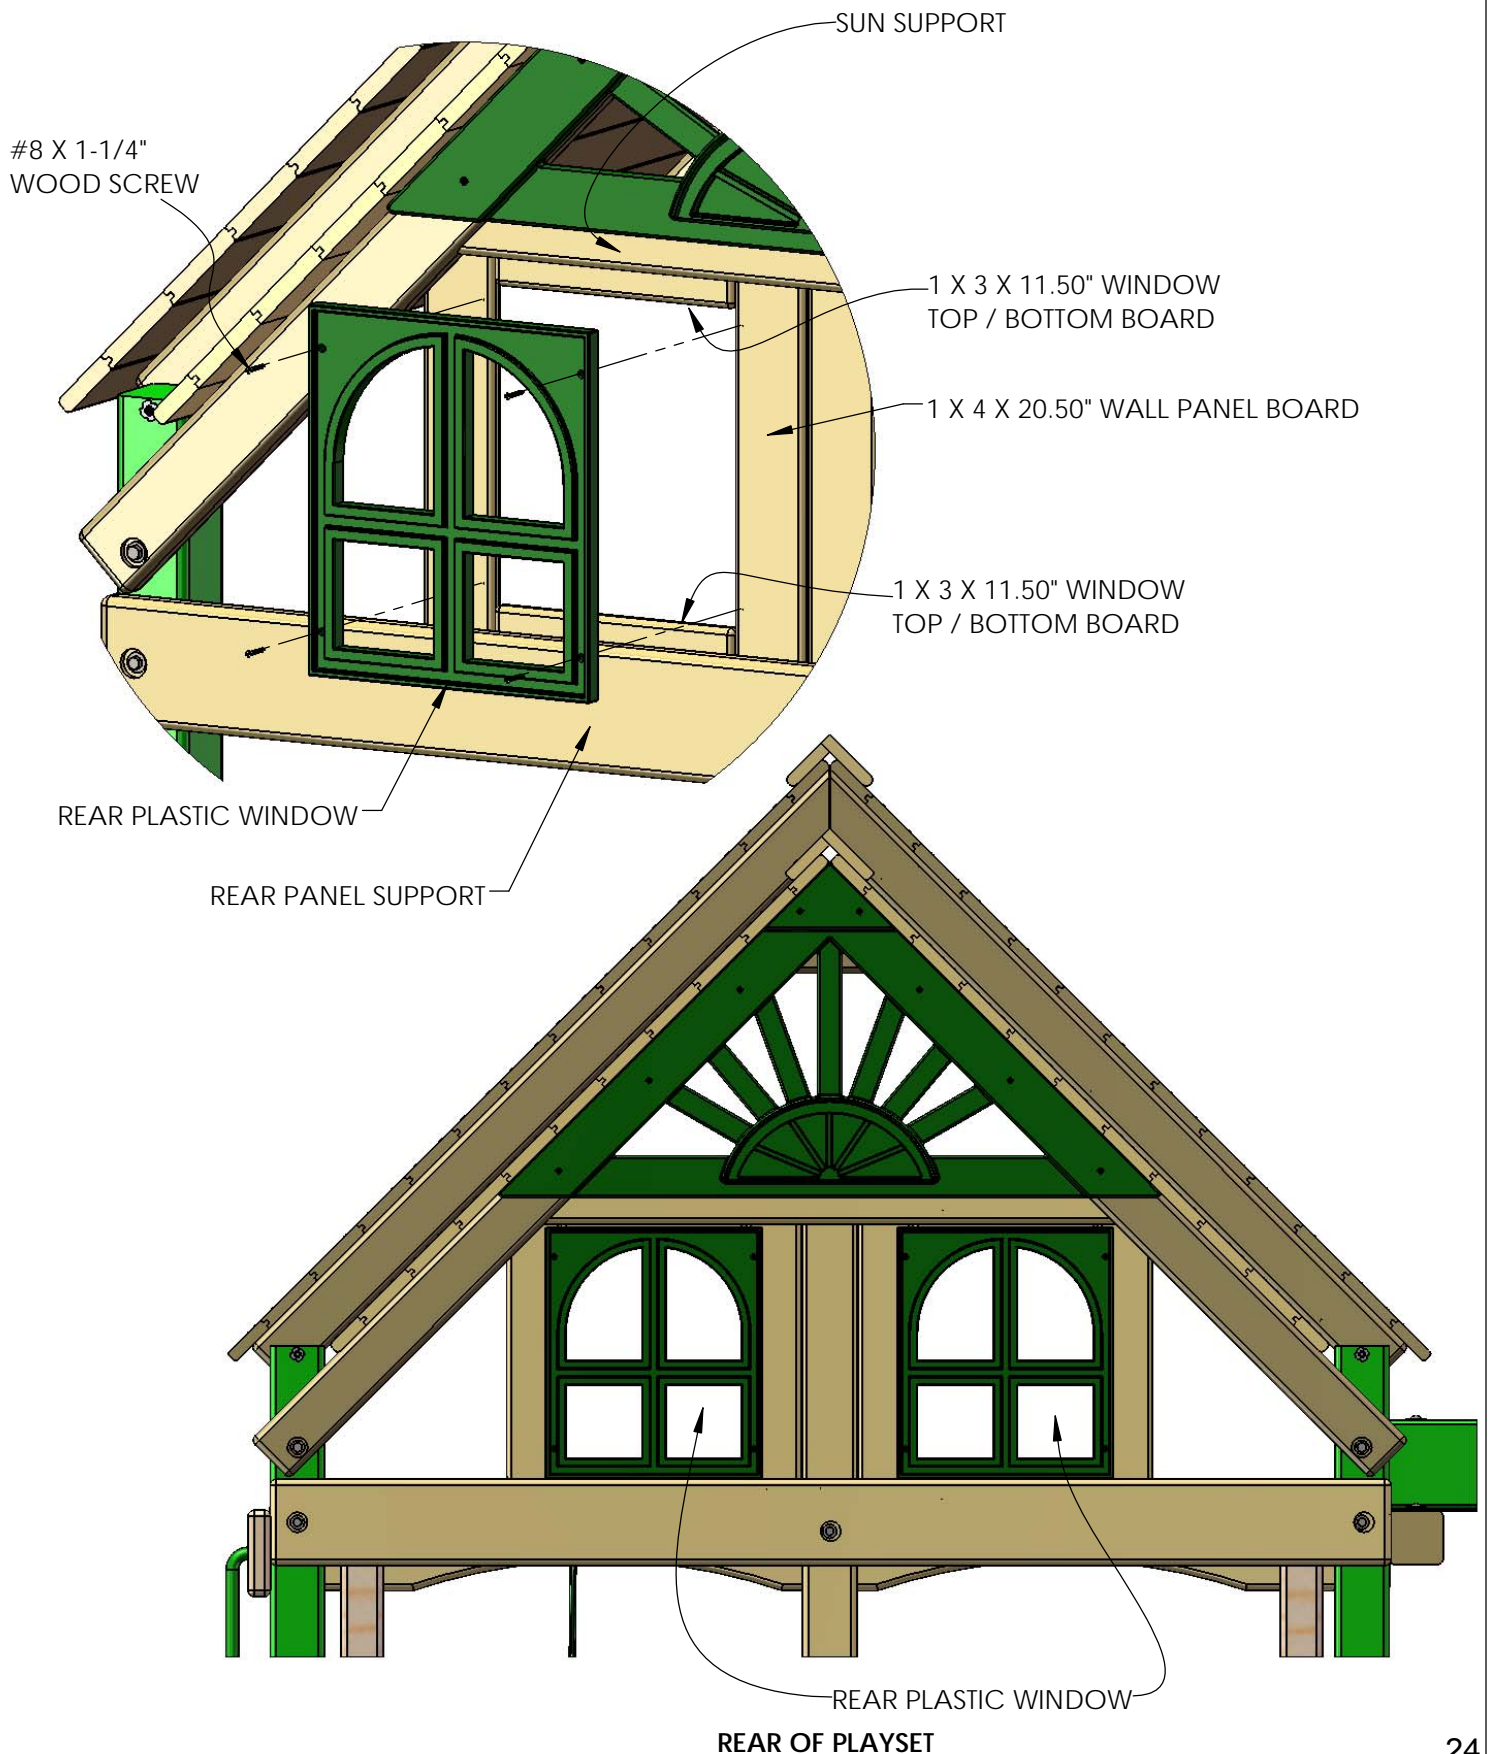 SUN SUPPORT
#8 X 1-1/4"
WOOD SCREW
1 X 3 X 11.50" WINDOW
TOP / BOTTOM BOARD
1 X 4 X 20.50" WALL PANEL BOARD
1 X 3 X 11.50" WINDOW
TOP / BOTTOM BOARD
REAR PLASTIC WINDOW
REAR PANEL SUPPORT
REAR PLASTIC WINDOW
REAR OF PLAYSET
24